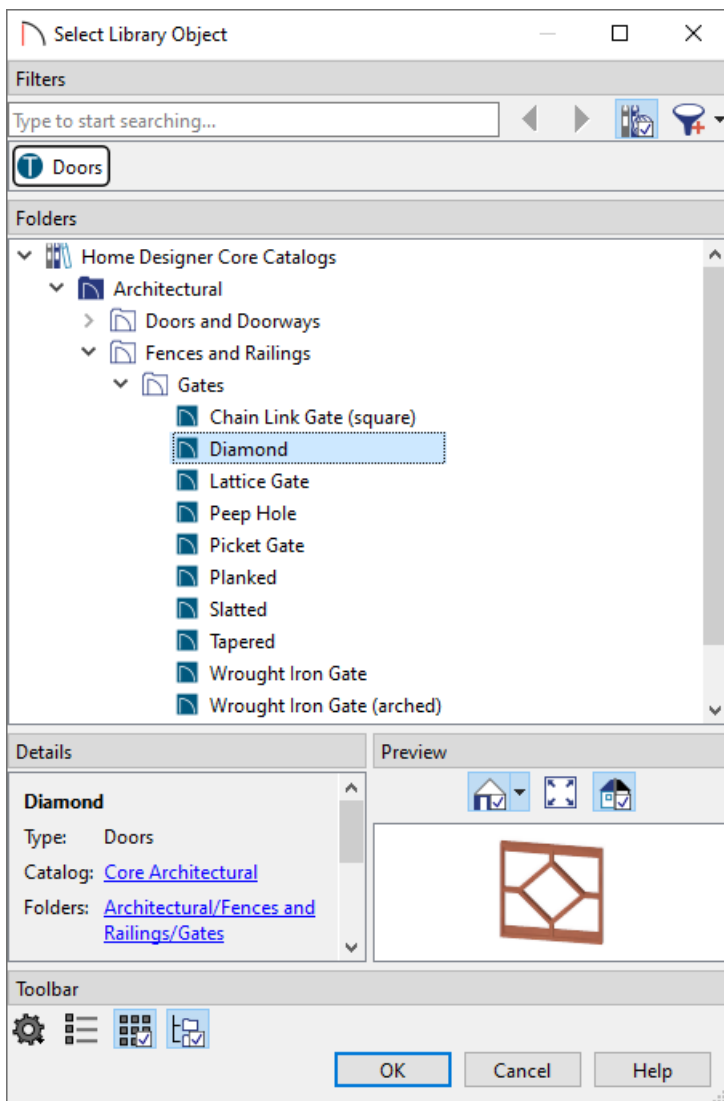 Select Library Object
Filters
Type to start searching...
Doors
Folders
Home Designer Core Catalogs
Architectural
Doors and Doorways
Fences and Railings
Gates
Chain Link Gate (square)
Diamond
Lattice Gate
Peep Hole
Picket Gate
Planked
Slatted
Tapered
Wrought Iron Gate
Wrought Iron Gate (arched)
Details
Diamond
Type: Doors
Catalog: Core Architectural
Folders: Architectural/Fences and
Railings/Gates
Preview
Toolbar
OK Cancel Help